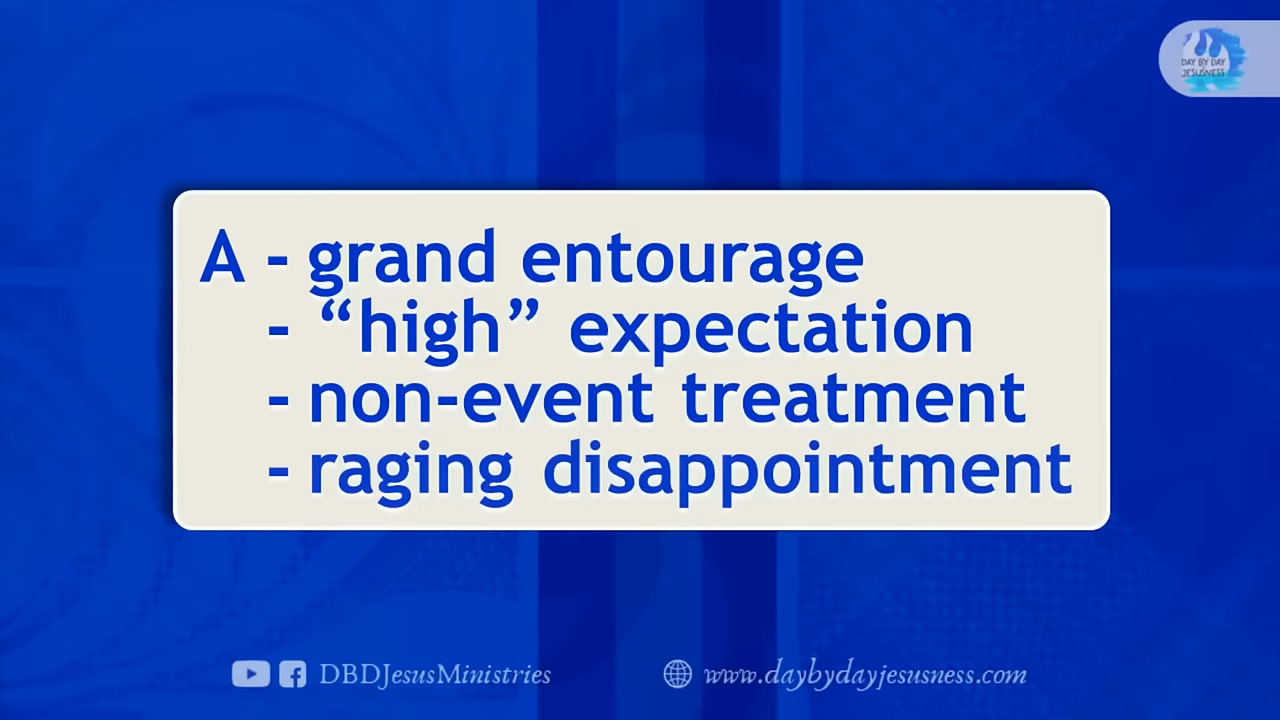 DAY BY DAY
JESUSNESS
A - grand entourage
- “high” expectation
- non-event treatment
- raging disappointment
DBDJesusMinistries
www.daybydayjesusness.com